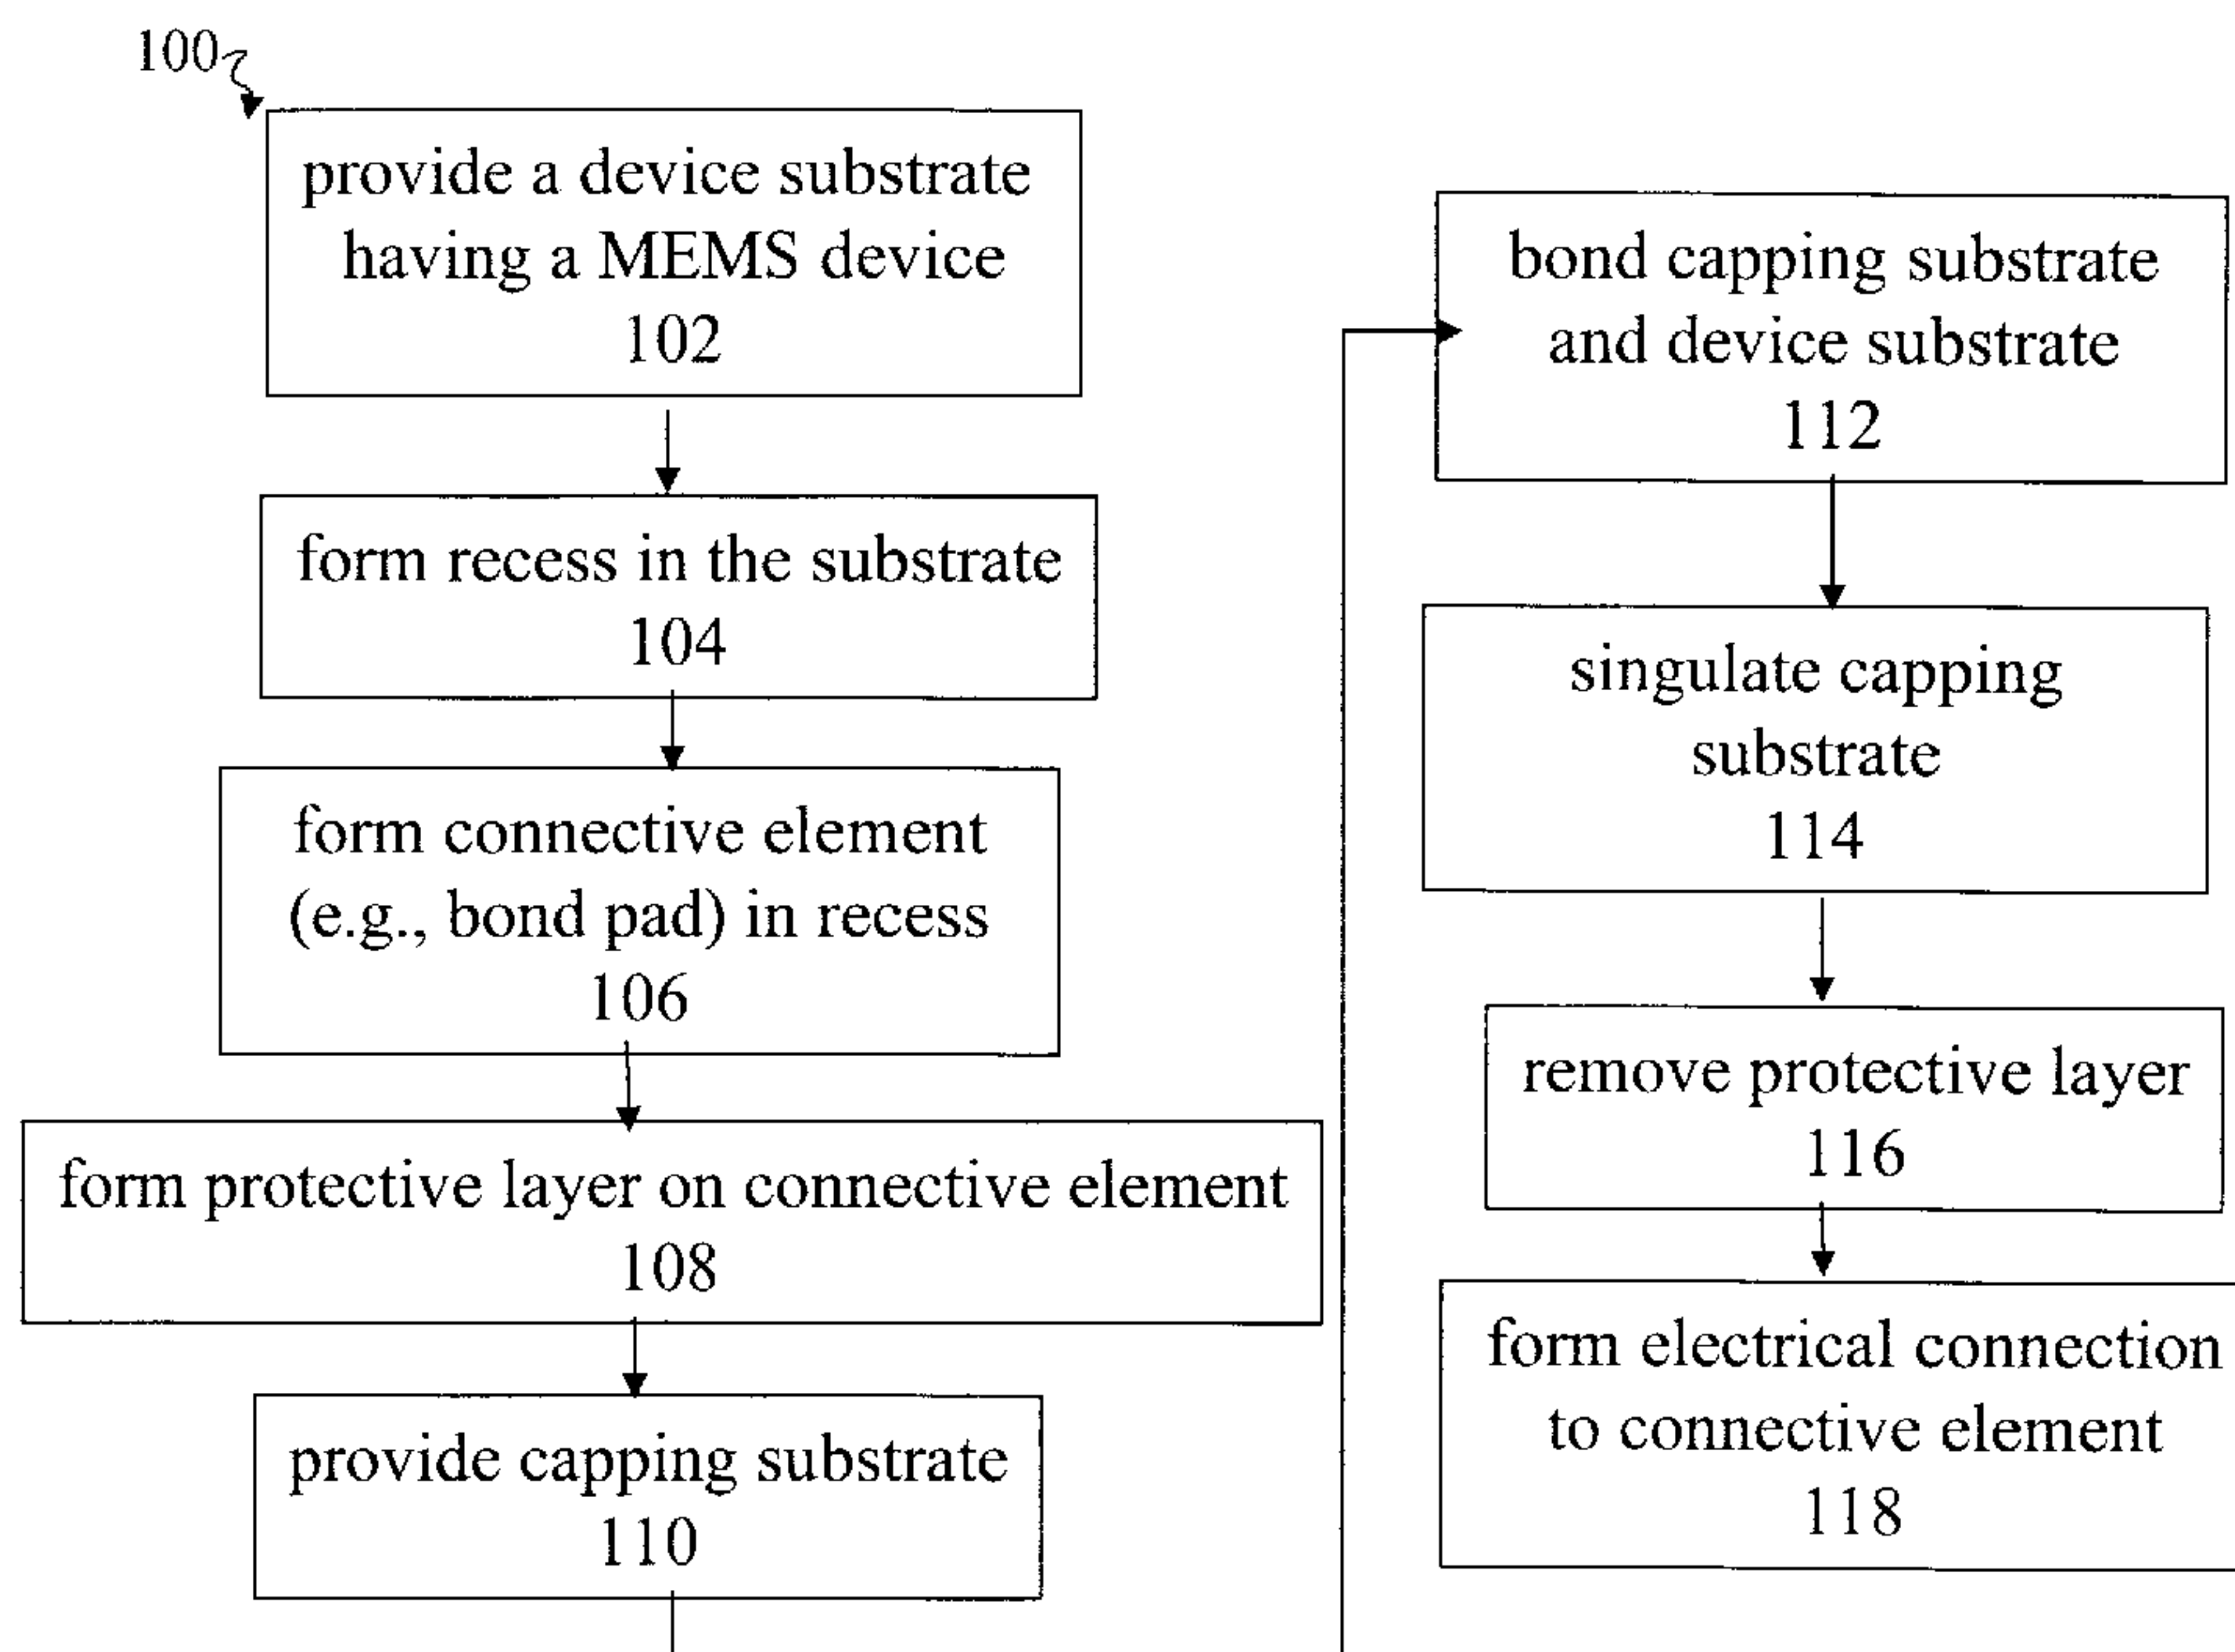 100
provide a device substrate
having a MEMS device
102
form recess in the substrate
104
form connective element
(e.g., bond pad) in recess
106
form protective layer on connective element
108
provide capping substrate
110
bond capping substrate
and device substrate
112
singulate capping
substrate
114
remove protective layer
116
form electrical connection
to connective element
118